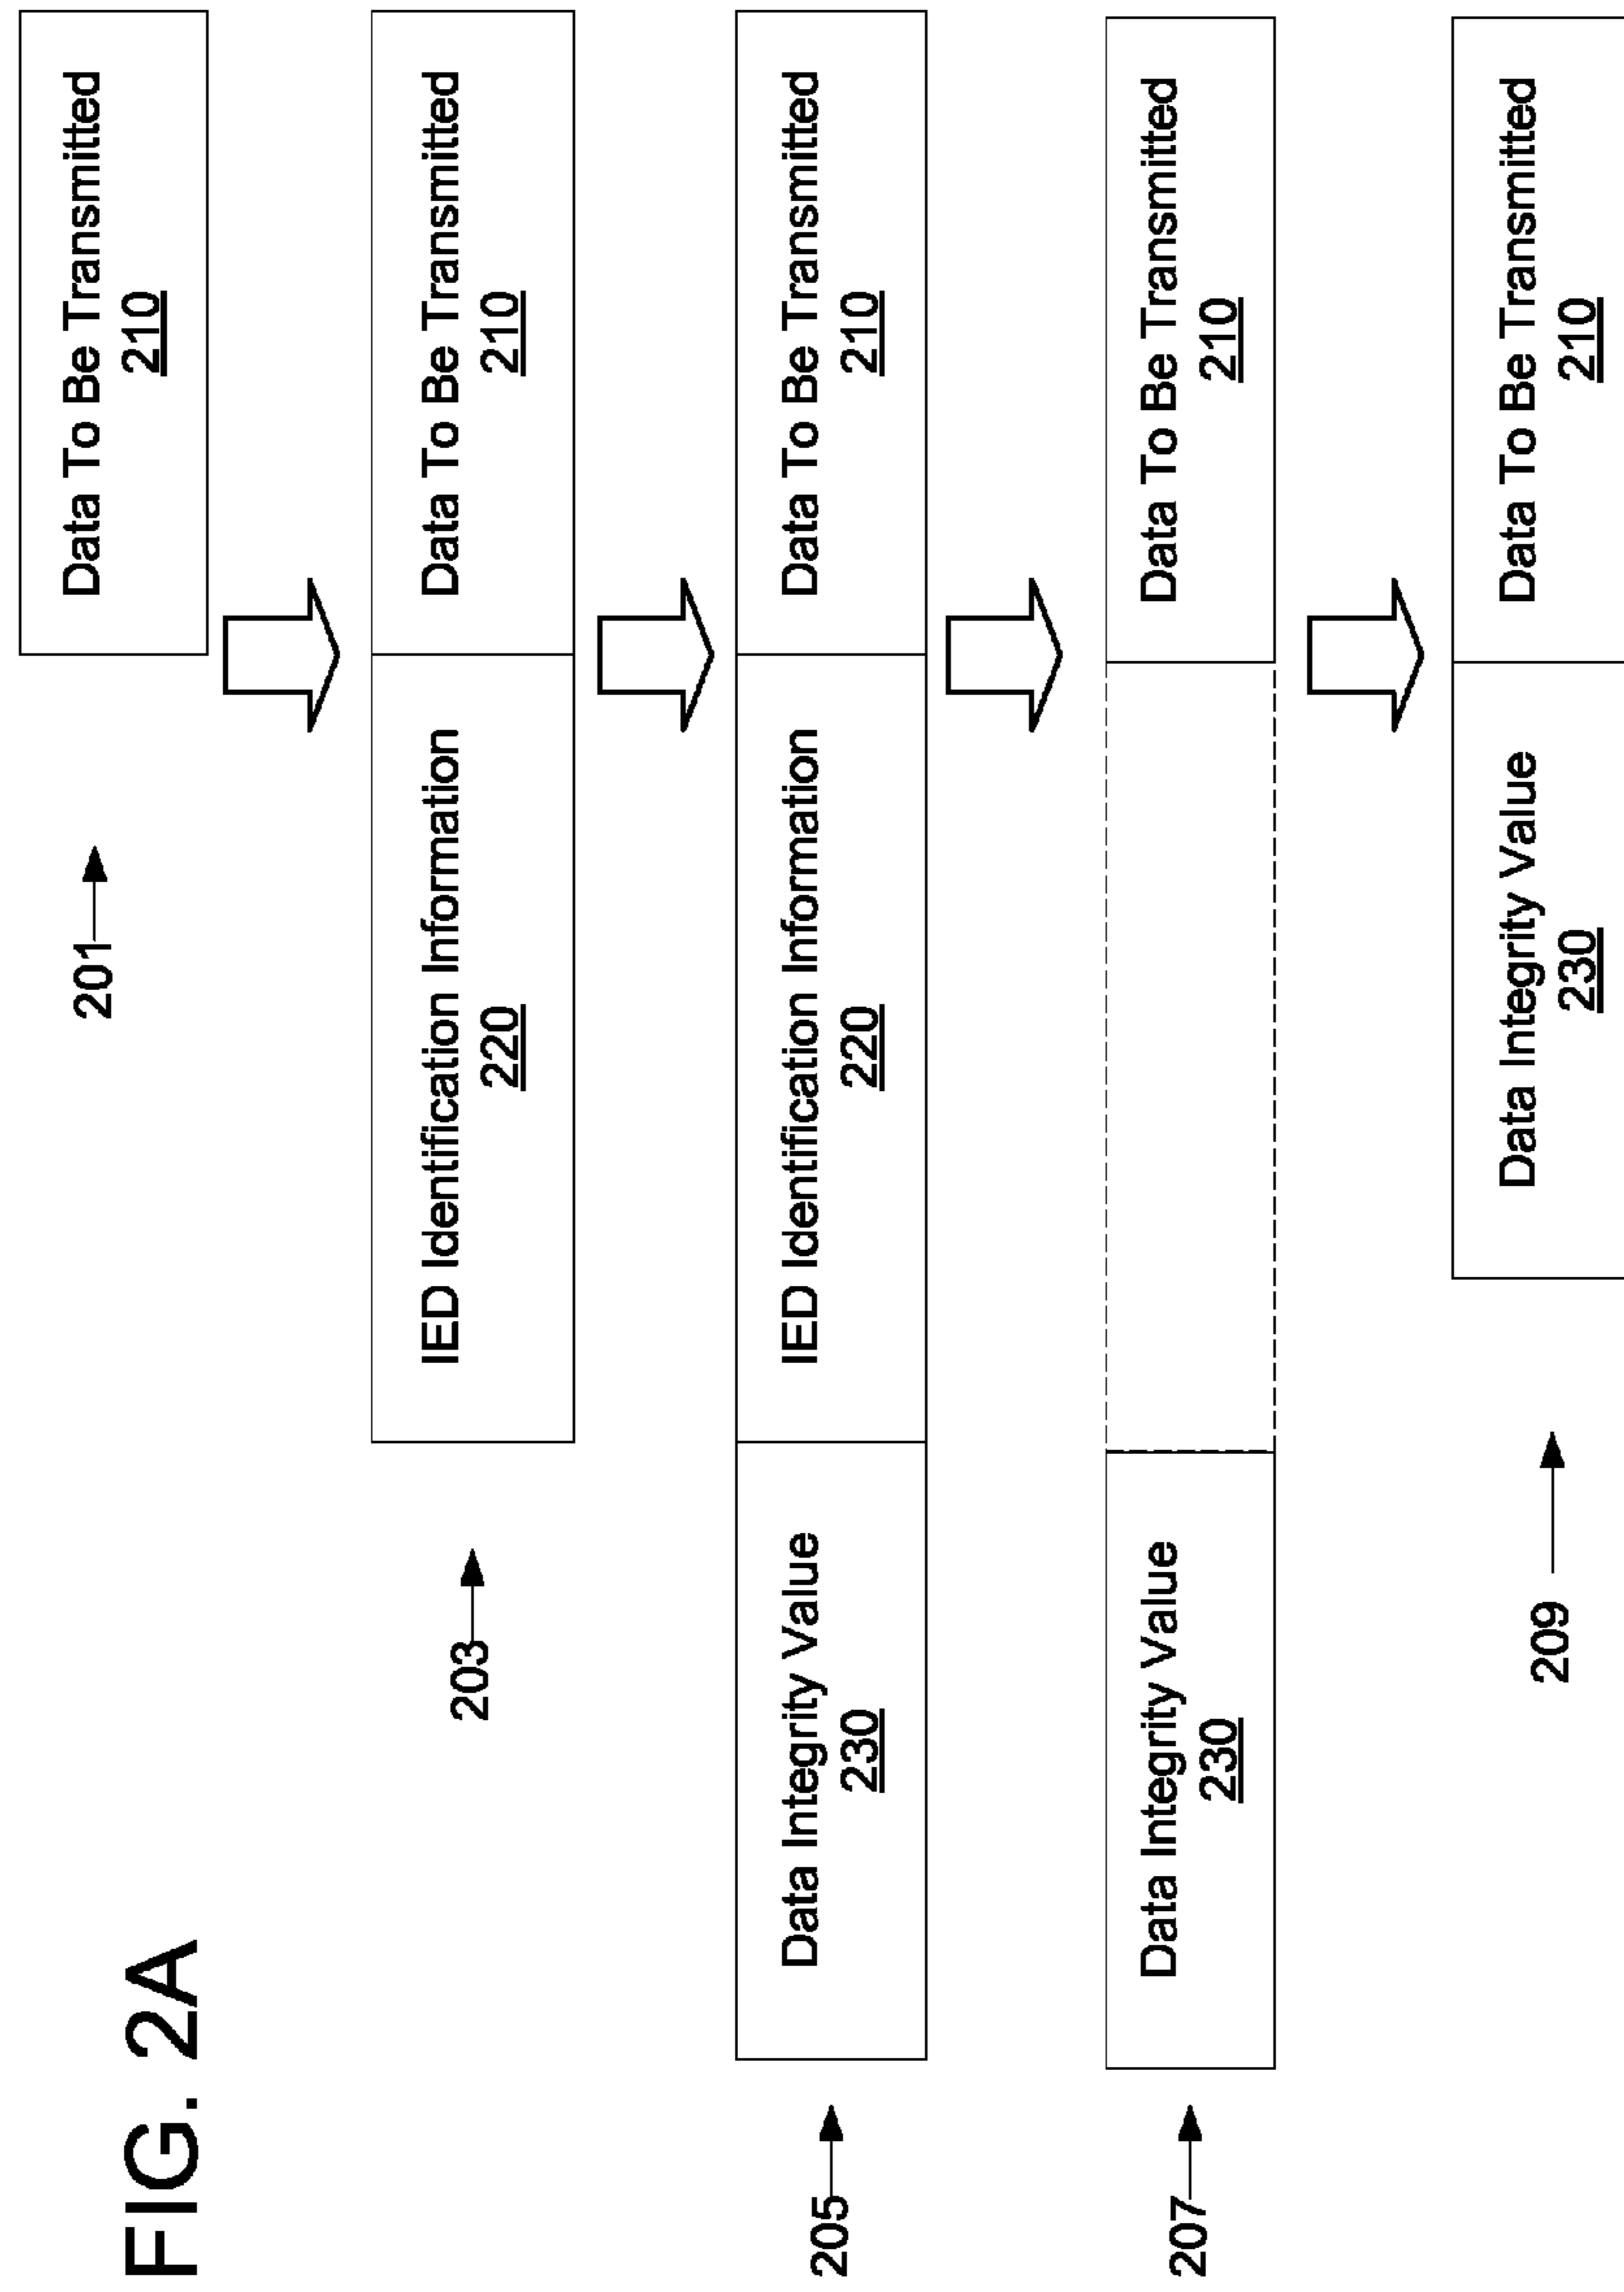 FIG. 2A
201
Data To Be Transmitted
210
203
IED Identification Information
220
Data To Be Transmitted
210
205
Data Integrity Value
230
IED Identification Information
220
Data To Be Transmitted
210
207
Data Integrity Value
230
Data To Be Transmitted
210
209
Data Integrity Value
230
Data To Be Transmitted
210